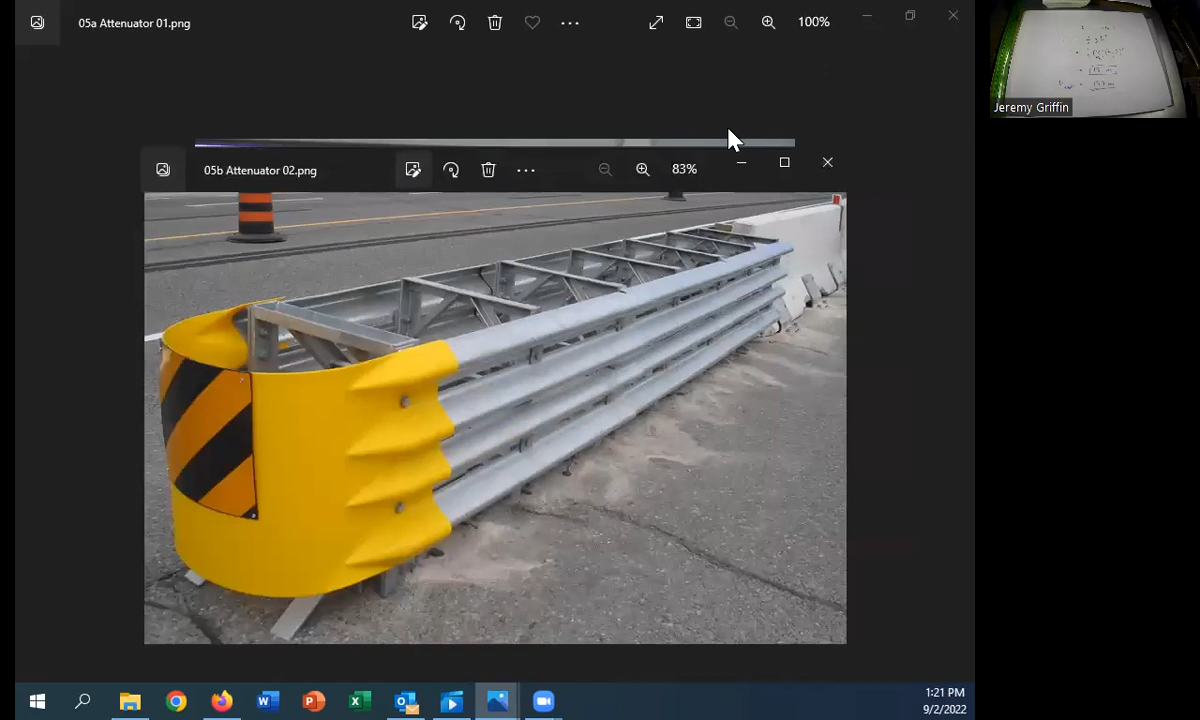 05a Attenuator 01.png
100%
05b Attenuator 02.png
83%
Jeremy Griffin
1:21 PM
9/2/2022